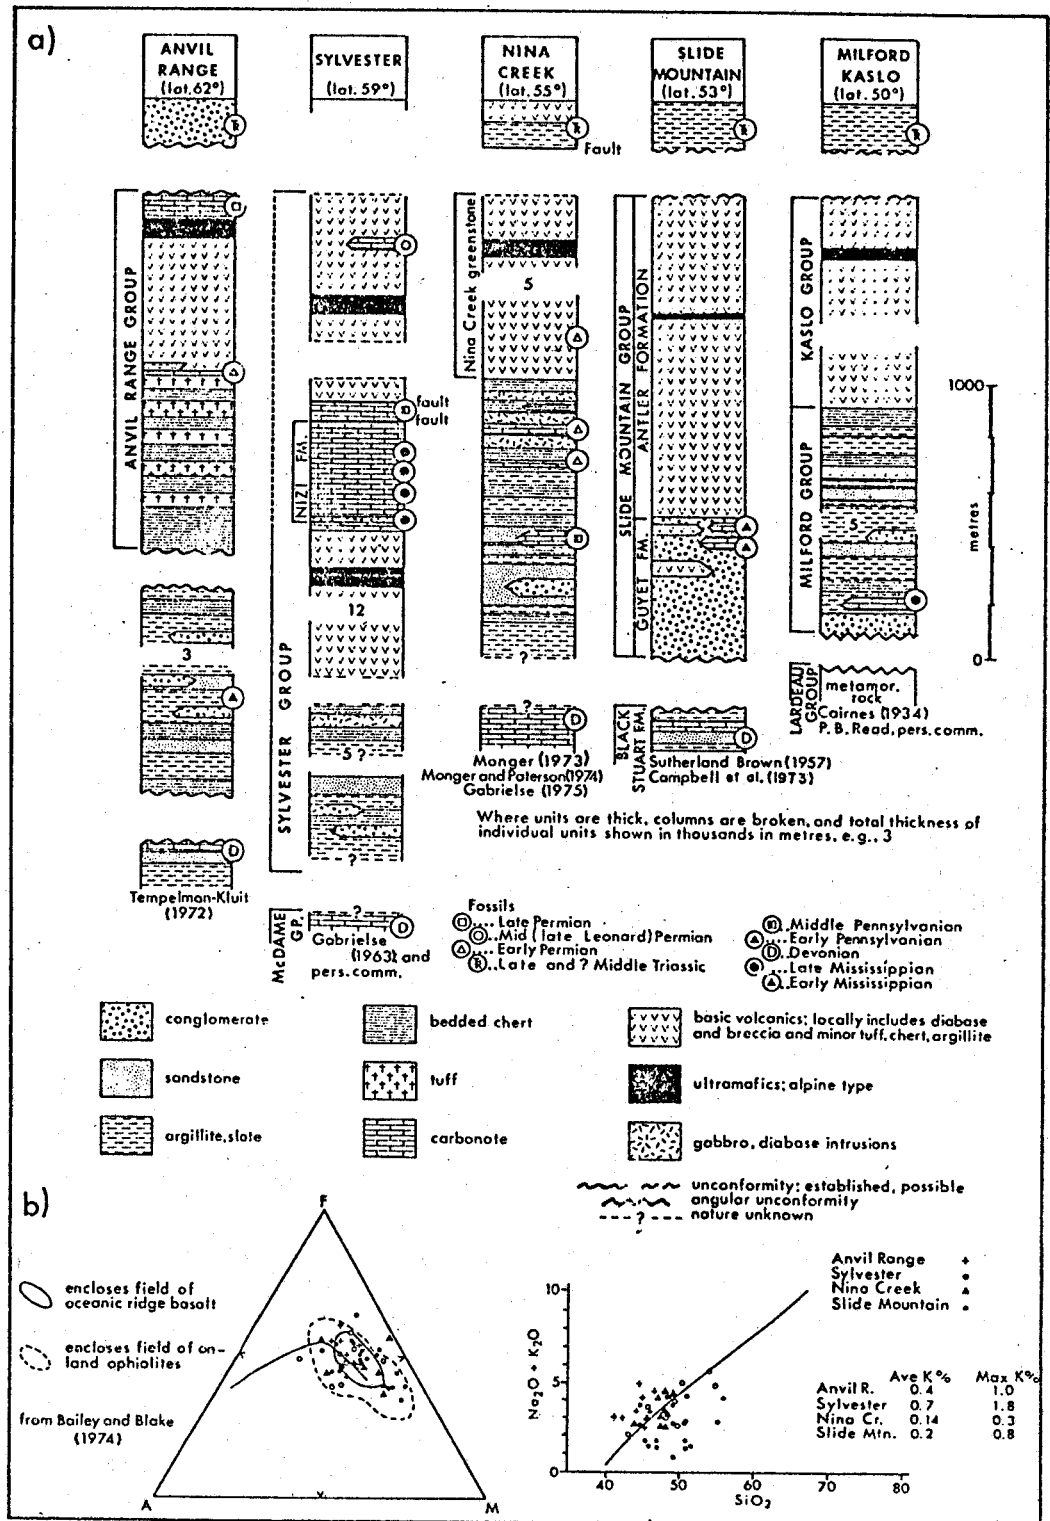 a)
ANVIL
RANGE
(lat. 62°)
SYLVESTER
(lat. 59°)
NINA
CREEK
(lat. 55°)
SLIDE
MOUNTAIN
(lat. 53°)
MILFORD
KASLO
(lat. 50°)
Fault
ANVIL RANGE GROUP
3
D
Tempelman-Kluit
(1972)
SYLVESTER GROUP
fault
fault
NIZI FM.
12
5 ?
?
McDAME GP.
?
D
Gabrielse
(1963) and
pers. comm.
Nina Creek greenstone
5
?
?
D
Monger (1973)
Monger and Paterson (1974)
Gabrielse (1975)
SLIDE MOUNTAIN GROUP
ANTLER FORMATION
GUYET FM.
BLACK STUART FM.
D
Sutherland Brown (1957)
Campbell et al. (1973)
KASLO GROUP
MILFORD GROUP
5
LARDEAU GROUP
metamor.
rock
Cairnes (1934)
P. B. Read, pers. comm.
1000
metres
0
Where units are thick, columns are broken, and total thickness of
individual units shown in thousands in metres, e.g., 3
Fossils
.... Late Permian
...Mid (late Leonard) Permian
....Early Permian
..Late and ? Middle Triassic
..Middle Pennsylvanian
....Early Pennsylvanian
D...Devonian
...Late Mississippian
..Early Mississippian
conglomerate
sandstone
argillite, slate
bedded chert
tuff
carbonate
basic volcanics; locally includes diabase
and breccia and minor tuff, chert, argillite
ultramafics; alpine type
gabbro, diabase intrusions
unconformity; established, possible
angular unconformity
---?--- nature unknown
b)
F
A
M
encloses field of
oceanic ridge basalt
encloses field of on-
land ophiolites
from Bailey and Blake
(1974)
Na₂O + K₂O
10
5
0
40 50 60 70 80
SiO₂
Anvil Range +
Sylvester
Nina Creek ▲
Slide Mountain
Ave K% Max K%
Anvil R. 0.4 1.0
Sylvester 0.7 1.8
Nina Cr. 0.14 0.3
Slide Mtn. 0.2 0.8